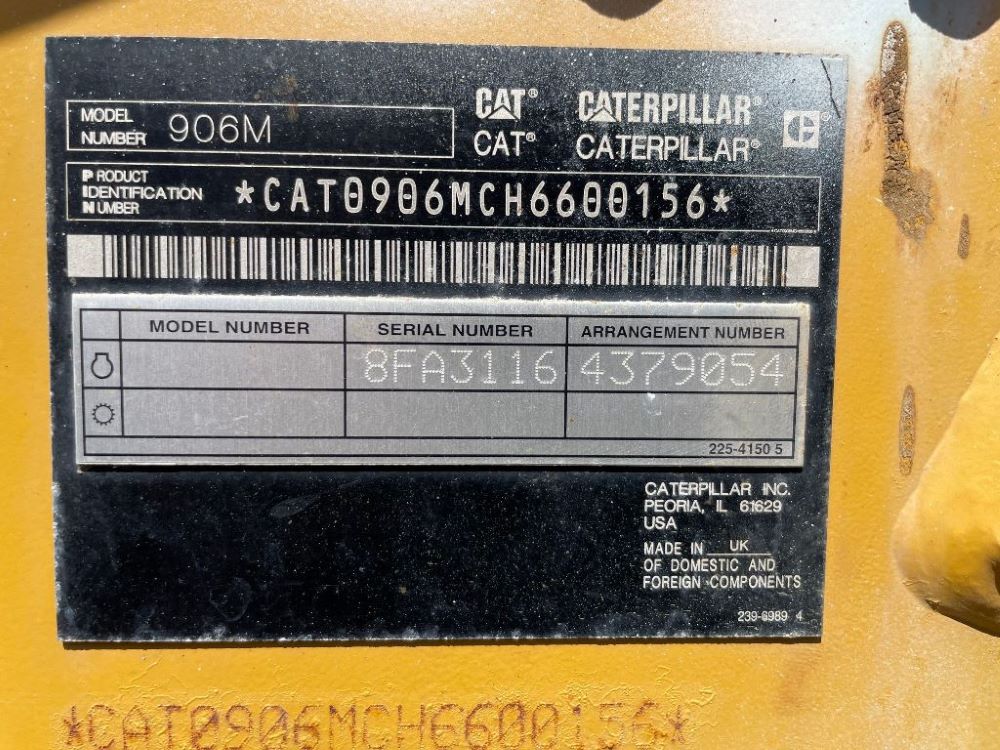 MODEL NUMBER 906M
CAT® CATERPILLAR®
CAT® CATERPILLAR®
PRODUCT IDENTIFICATION NUMBER *CAT0906MCH6600156*
MODEL NUMBER SERIAL NUMBER ARRANGEMENT NUMBER
8FA3116 4379054
225-4150 5
CATERPILLAR INC.
PEORIA, IL 61629
USA
MADE IN UK
OF DOMESTIC AND
FOREIGN COMPONENTS
239-6989 4
*CAT0906MCH6600156*